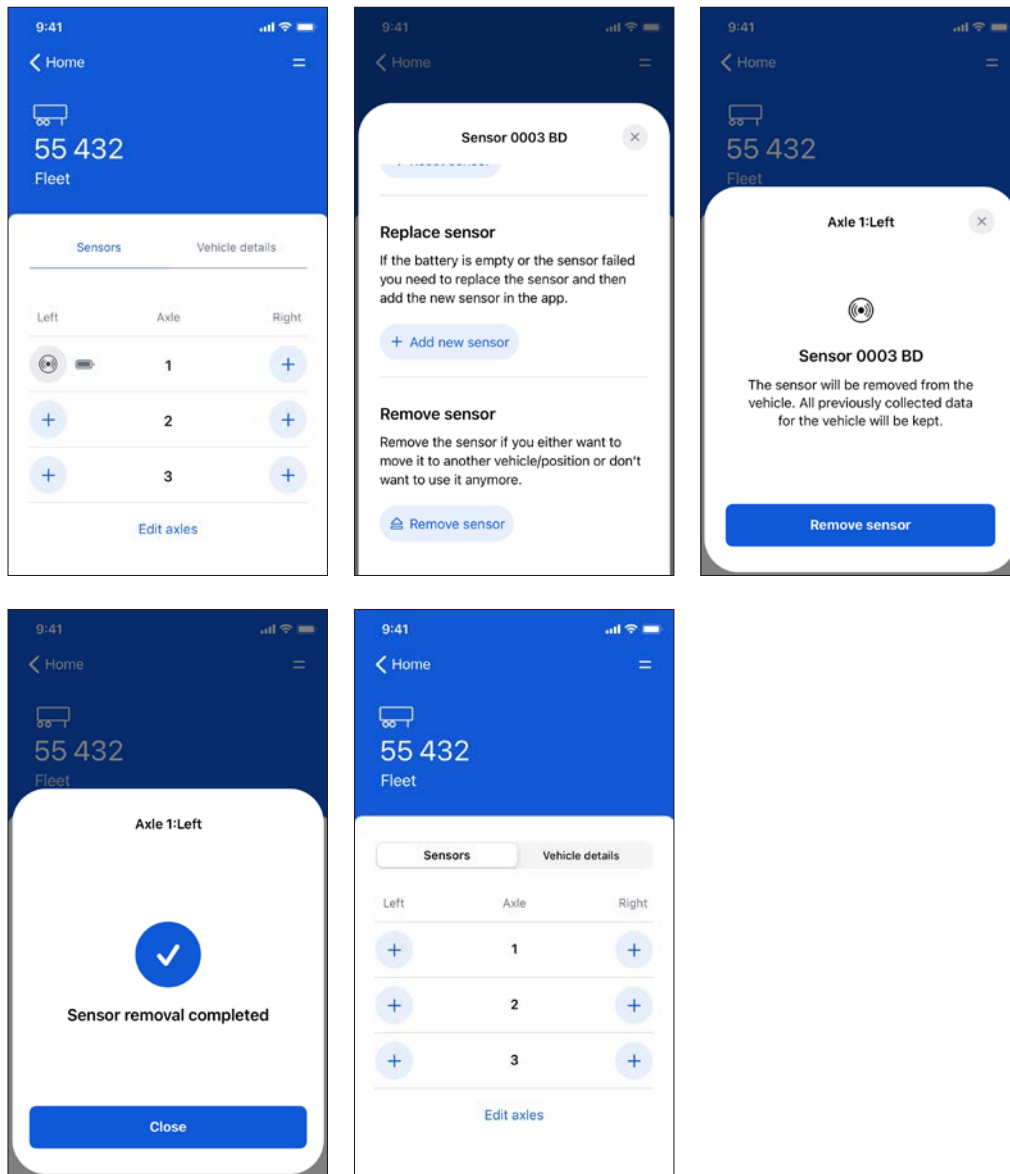 9:41
Home
55 432
Fleet
Sensors Vehicle details
Left Axle Right
1
2
3
Edit axles
9:41
Home
Sensor 0003 BD
Replace sensor
If the battery is empty or the sensor failed
you need to replace the sensor and then
add the new sensor in the app.
+ Add new sensor
Remove sensor
Remove the sensor if you either want to
move it to another vehicle/position or don't
want to use it anymore.
Remove sensor
9:41
Home
55 432
Fleet
Axle 1:Left
Sensor 0003 BD
The sensor will be removed from the
vehicle. All previously collected data
for the vehicle will be kept.
Remove sensor
9:41
Home
55 432
Fleet
Axle 1:Left
Sensor removal completed
Close
9:41
Home
55 432
Fleet
Sensors Vehicle details
Left Axle Right
1
2
3
Edit axles